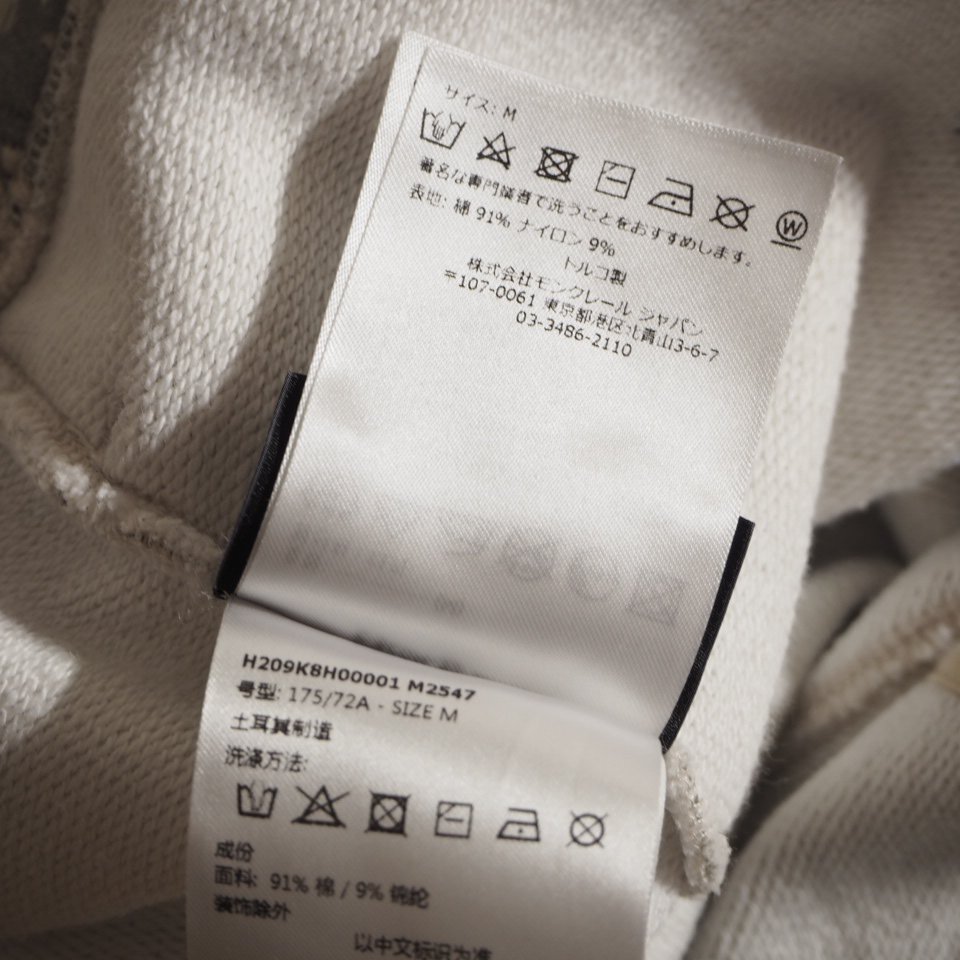 サイズ: M
著名な専門業者で洗うことをおすすめします。
表地: 綿 91% ナイロン 9%
トルコ製
株式会社モンクレール ジャパン
〒107-0061 東京都港区北青山3-6-7
03-3486-2110
H209K8H00001 M2547
号型: 175/72A - SIZE M
土耳其制造
洗涤方法:
成份
面料: 91% 棉 / 9% 锦纶
装饰除外
以中文标识为准